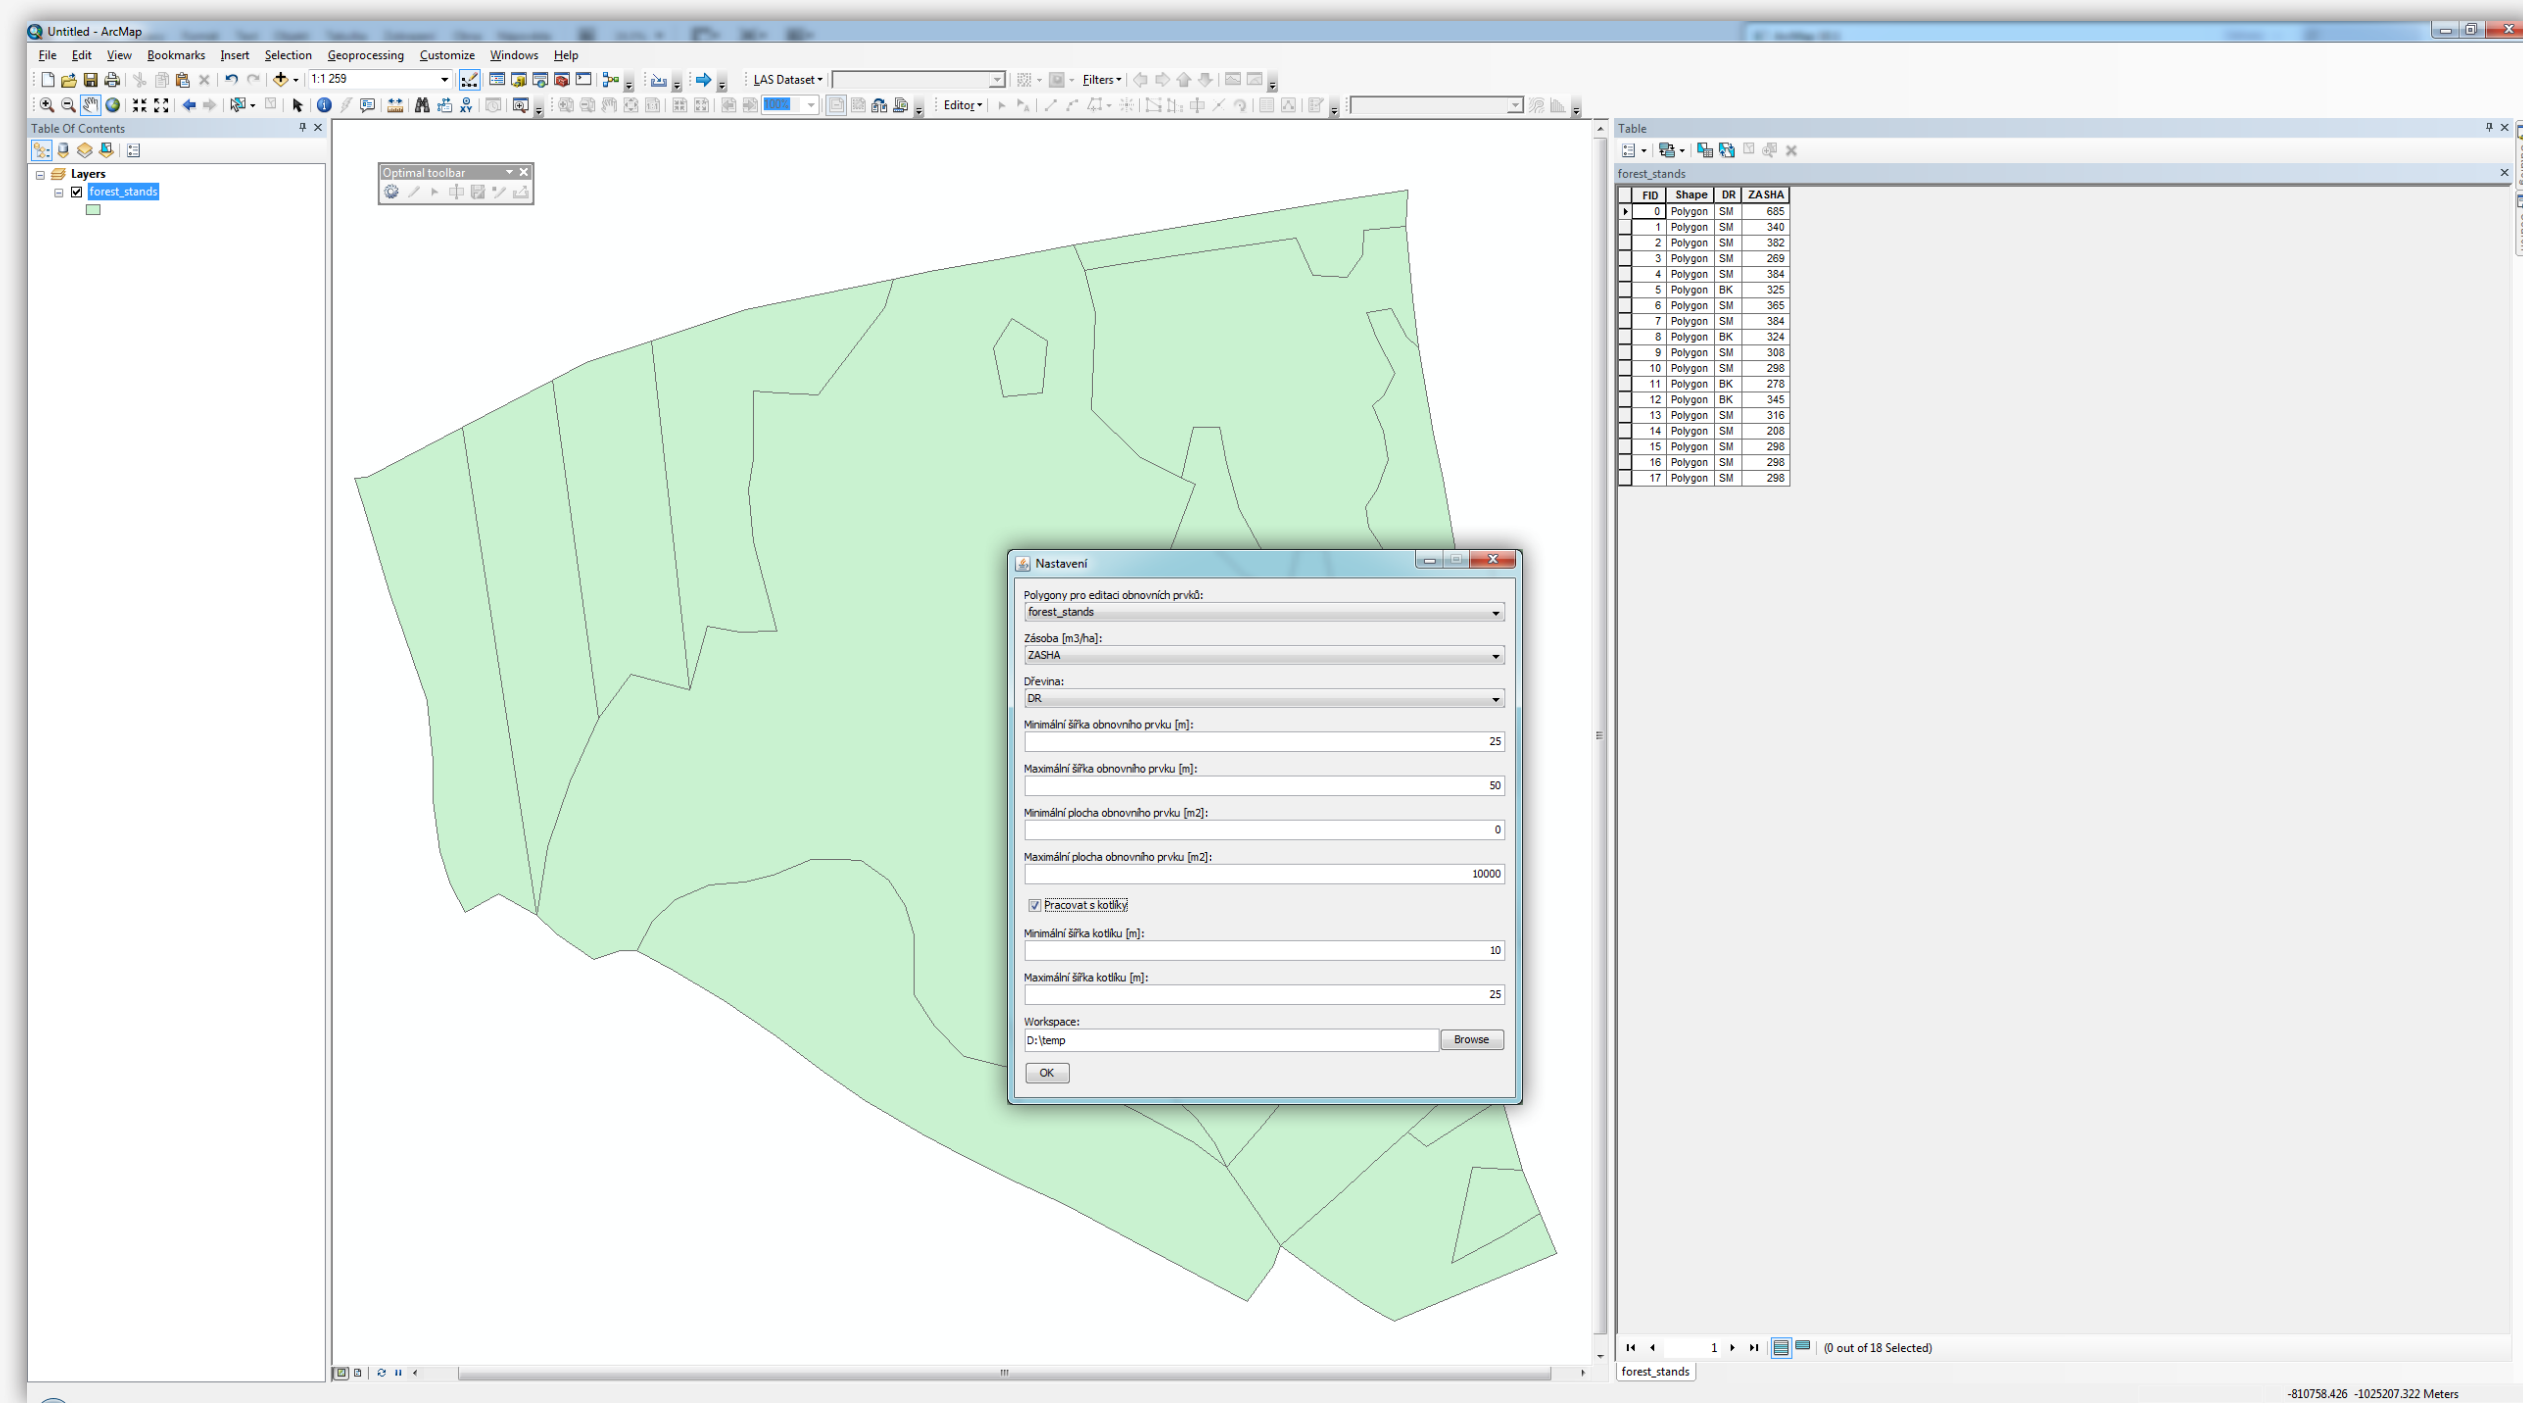 Untitled - ArcMap
File Edit View Bookmarks Insert Selection Geoprocessing Customize Windows Help
1:1 259
LAS Dataset
Filters
100%
Editor
Table Of Contents
Layers
forest_stands
Optimal toolbar
Nastavení
Polygony pro editaci obnovních prvků:
forest_stands
Zásoba [m3/ha]:
ZASHA
Dřevina:
DR
Minimální šířka obnovního prvku [m]:
25
Maximální šířka obnovního prvku [m]:
50
Minimální plocha obnovního prvku [m2]:
0
Maximální plocha obnovního prvku [m2]:
10000
Pracovat s kotlíky
Minimální šířka kotlíku [m]:
10
Maximální šířka kotlíku [m]:
25
Workspace:
D:\temp
Browse
OK
Table
forest_stands
FID Shape DR ZASHA
0 Polygon SM 685
1 Polygon SM 340
2 Polygon SM 382
3 Polygon SM 269
4 Polygon SM 384
5 Polygon BK 325
6 Polygon SM 365
7 Polygon SM 384
8 Polygon BK 324
9 Polygon SM 308
10 Polygon SM 298
11 Polygon BK 278
12 Polygon BK 345
13 Polygon SM 316
14 Polygon SM 208
15 Polygon SM 298
16 Polygon SM 298
17 Polygon SM 298
1
(0 out of 18 Selected)
forest_stands
-810758.426 -1025207.322 Meters